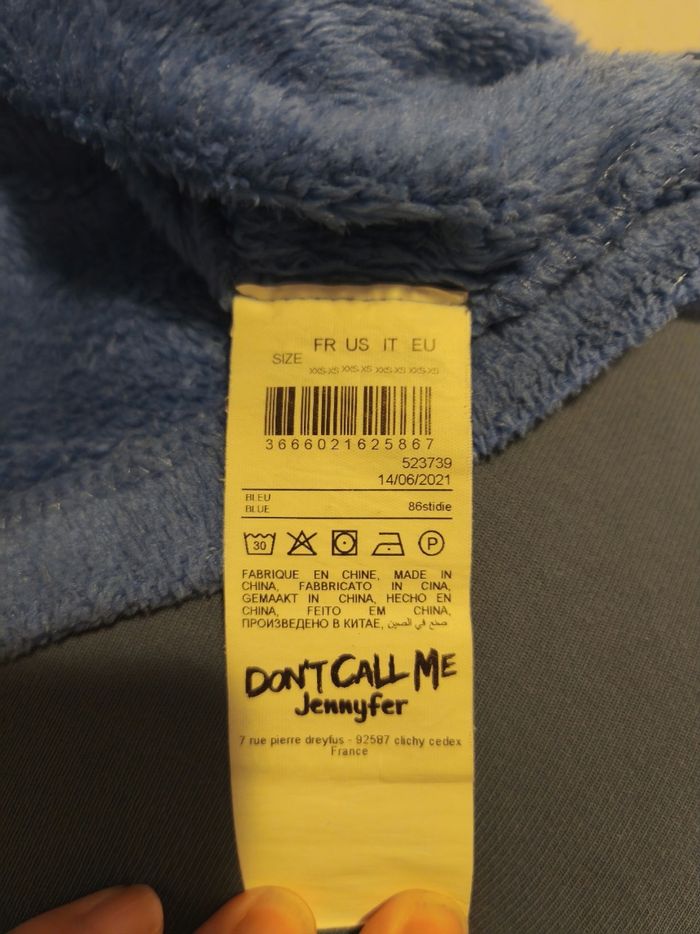 FR US IT EU
SIZE
XXS-XS XXS-XS XXS-XS XXS-XS
3666021625867
523739
14/06/2021
BLEU
BLUE 86stidie
30 P
FABRIQUE EN CHINE, MADE IN
CHINA, FABBRICATO IN CINA,
GEMAAKT IN CHINA, HECHO EN
CHINA, FEITO EM CHINA,
ПРОИЗВЕДЕНО В КИТАЕ, صنع في الصين
DON'T CALL ME
Jennyfer
7 rue pierre dreyfus - 92587 clichy cedex
France